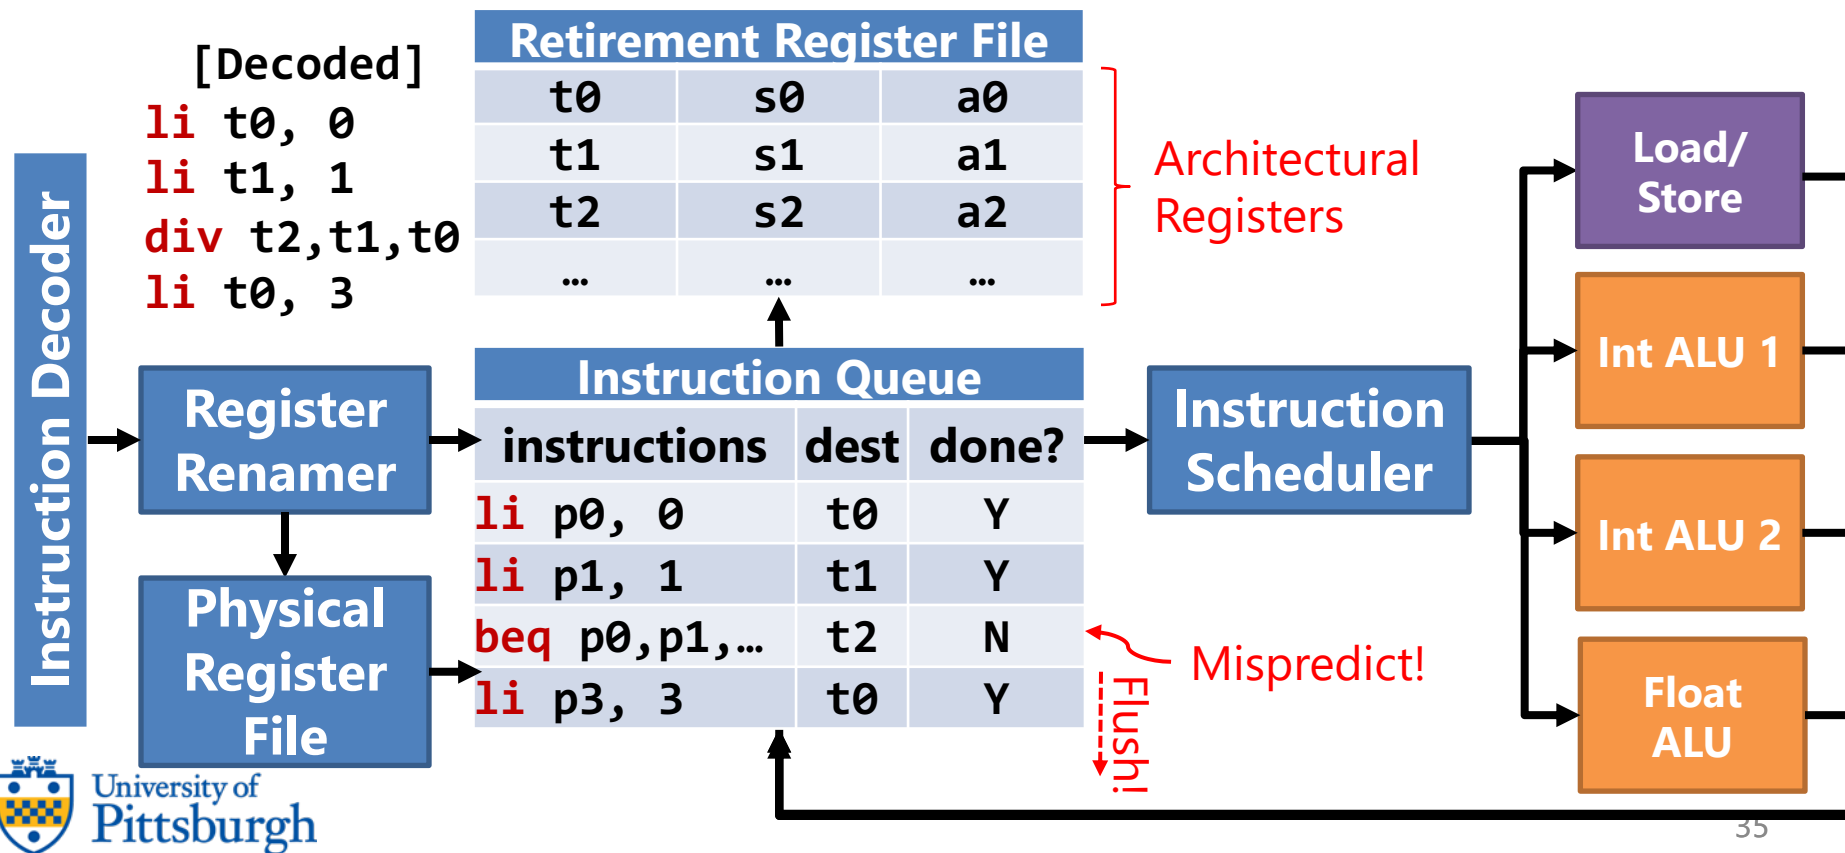 [Decoded]
li t0, 0
li t1, 1
div t2,t1,t0
li t0, 3
Instruction Decoder
Retirement Register File
t0 s0 a0
t1 s1 a1
t2 s2 a2
… … …
Architectural
Registers
Register
Renamer
Physical
Register
File
Instruction Queue
instructions dest done?
li p0, 0 t0 Y
li p1, 1 t1 Y
beq p0,p1,… t2 N
li p3, 3 t0 Y
Mispredict!
Flush!
Instruction
Scheduler
Load/
Store
Int ALU 1
Int ALU 2
Float
ALU
University of
Pittsburgh
35